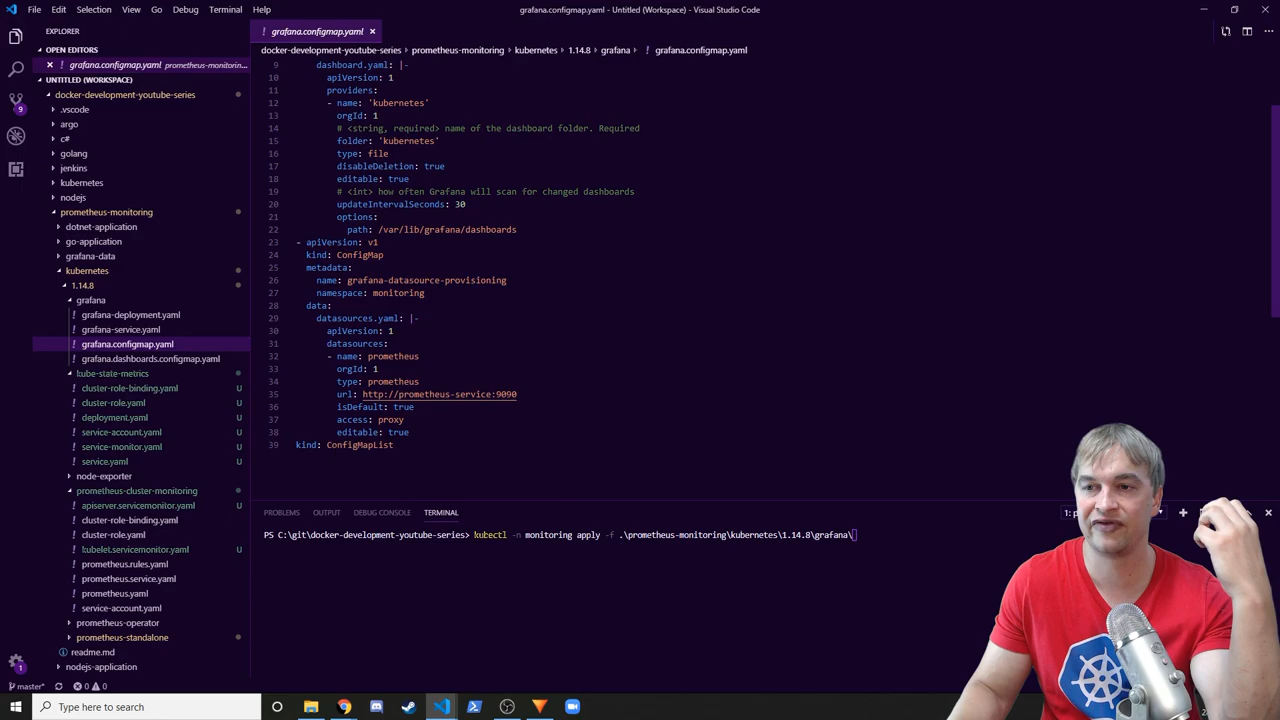 File Edit Selection View Go Debug Terminal Help
grafana.configmap.yaml - Untitled (Workspace) - Visual Studio Code
EXPLORER
OPEN EDITORS
grafana.configmap.yaml prometheus-monitorin...
UNTITLED (WORKSPACE)
docker-development-youtube-series
.vscode
argo
c#
golang
jenkins
kubernetes
nodejs
prometheus-monitoring
dotnet-application
go-application
grafana-data
kubernetes
1.14.8
grafana
! grafana-deployment.yaml
! grafana-service.yaml
! grafana.configmap.yaml
! grafana.dashboards.configmap.yaml
kube-state-metrics
! cluster-role-binding.yaml U
! cluster-role.yaml U
! deployment.yaml U
! service-account.yaml U
! service-monitor.yaml U
! service.yaml U
node-exporter
prometheus-cluster-monitoring
! apiserver.servicemonitor.yaml U
! cluster-role-binding.yaml
! cluster-role.yaml
! kubelet.servicemonitor.yaml U
! prometheus.rules.yaml
! prometheus.service.yaml
! prometheus.yaml
! service-account.yaml
prometheus-operator
prometheus-standalone
readme.md
nodejs-application
9
1
! grafana.configmap.yaml
docker-development-youtube-series prometheus-monitoring kubernetes 1.14.8 grafana ! grafana.configmap.yaml
9 dashboard.yaml: |-
10 apiVersion: 1
11 providers:
12 - name: 'kubernetes'
13 orgId: 1
14 # <string, required> name of the dashboard folder. Required
15 folder: 'kubernetes'
16 type: file
17 disableDeletion: true
18 editable: true
19 # <int> how often Grafana will scan for changed dashboards
20 updateIntervalSeconds: 30
21 options:
22 path: /var/lib/grafana/dashboards
23 - apiVersion: v1
24 kind: ConfigMap
25 metadata:
26 name: grafana-datasource-provisioning
27 namespace: monitoring
28 data:
29 datasources.yaml: |-
30 apiVersion: 1
31 datasources:
32 - name: prometheus
33 orgId: 1
34 type: prometheus
35 url: http://prometheus-service:9090
36 isDefault: true
37 access: proxy
38 editable: true
39 kind: ConfigMapList
PROBLEMS OUTPUT DEBUG CONSOLE TERMINAL
PS C:\git\docker-development-youtube-series> kubectl -n monitoring apply -f .\prometheus-monitoring\kubernetes\1.14.8\grafana\
master* 0 0
Type here to search